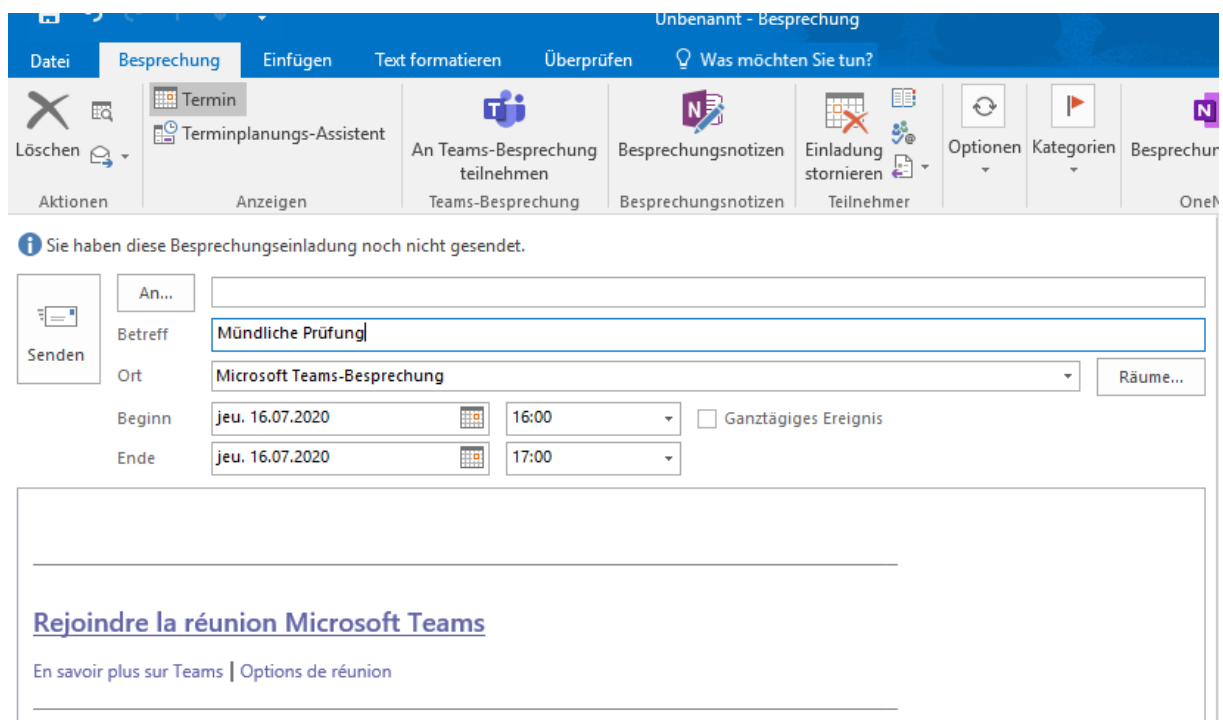 Unbenannt - Besprechung
Datei Besprechung Einfügen Text formatieren Überprüfen Was möchten Sie tun?
Löschen
Termin
Terminplanungs-Assistent
An Teams-Besprechung
teilnehmen
Besprechungsnotizen
Einladung
stornieren
Optionen
Kategorien
Aktionen Anzeigen Teams-Besprechung Besprechungsnotizen Teilnehmer
Sie haben diese Besprechungseinladung noch nicht gesendet.
Senden
An...
Betreff Mündliche Prüfung
Ort Microsoft Teams-Besprechung Räume...
Beginn jeu. 16.07.2020 16:00 Ganztägiges Ereignis
Ende jeu. 16.07.2020 17:00
Rejoindre la réunion Microsoft Teams
En savoir plus sur Teams | Options de réunion